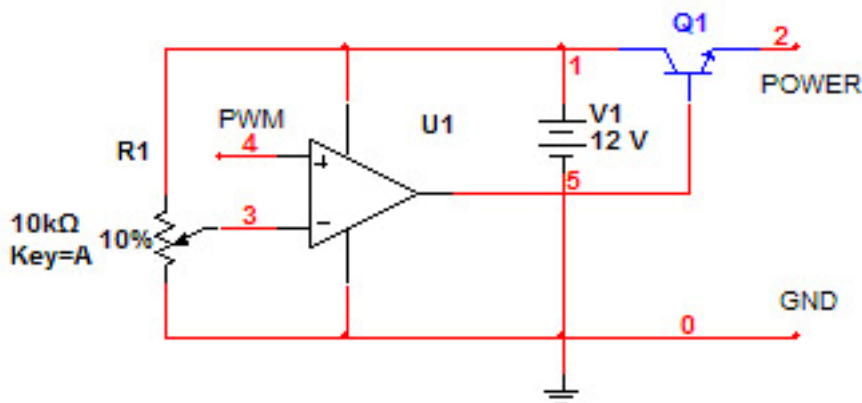 Q1
2
1
POWER
PWM
U1
V1
4
12 V
R1
+
5
10kΩ
10%
3
−
Key=A
GND
0